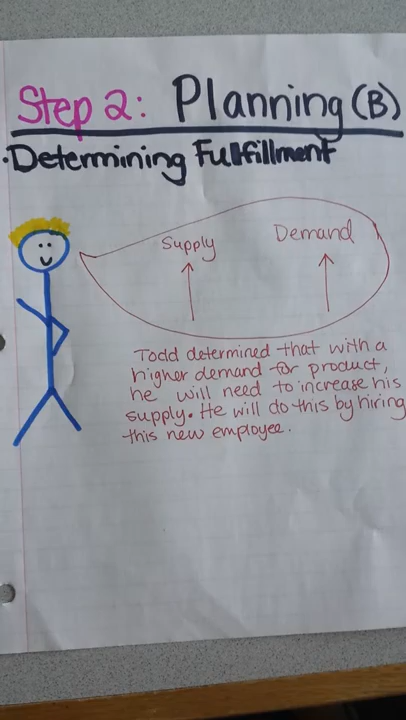 Step 2: Planning (B)
·Determining Fulfillment
Supply Demand
Todd determined that with a
higher demand for product,
he will need to increase his
supply. He will do this by hiring
this new employee.